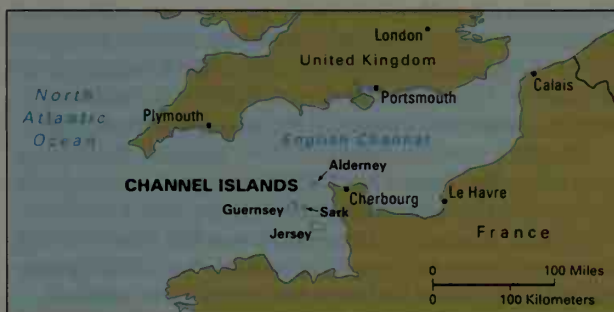 London
United Kingdom
Calais
North
Atlantic
Ocean
Plymouth
Portsmouth
English Channel
Alderney
CHANNEL ISLANDS
Cherbourg
Le Havre
Guernsey
Sark
Jersey
France
0 100 Miles
0 100 Kilometers